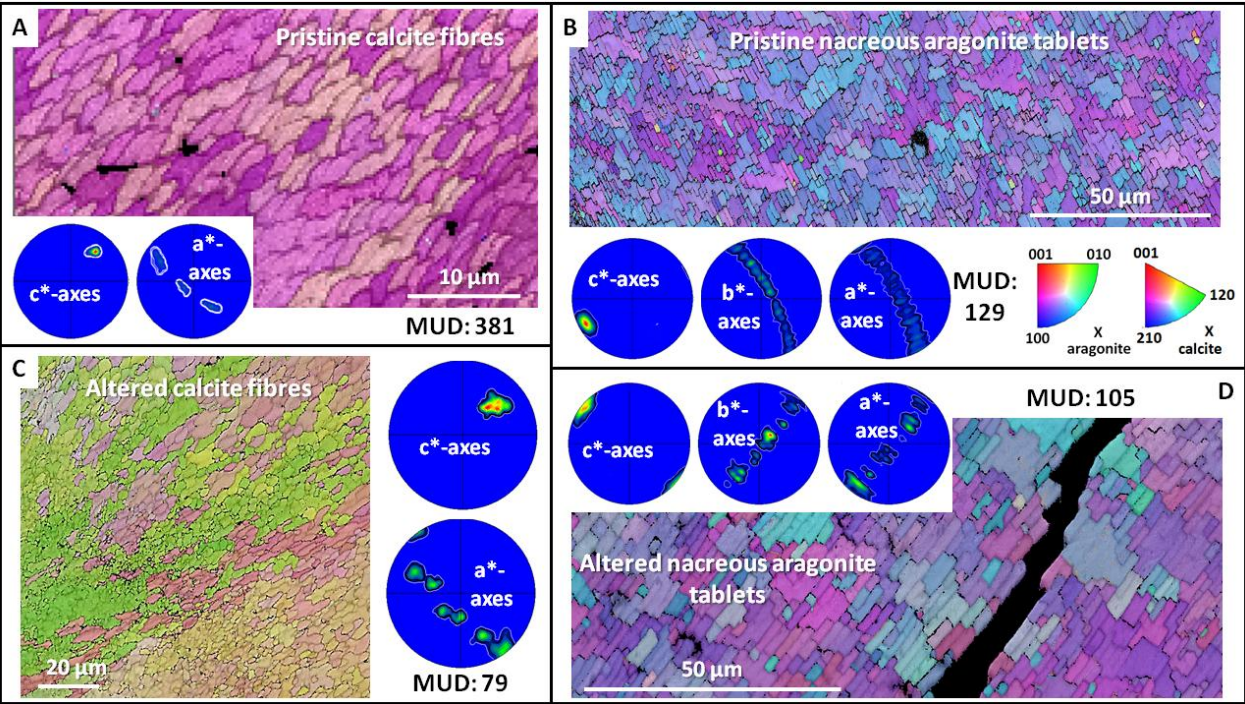 A
Pristine calcite fibres
c*-axes
a*-
axes
10 µm
MUD: 381
B
Pristine nacreous aragonite tablets
50 µm
c*-axes
b*-
axes
a*-
axes
MUD:
129
001
010
100
X
aragonite
001
120
210
X
calcite
C
Altered calcite fibres
20 µm
c*-axes
a*-
axes
MUD: 79
D
MUD: 105
c*-axes
b*-
axes
a*-
axes
Altered nacreous aragonite
tablets
50 µm